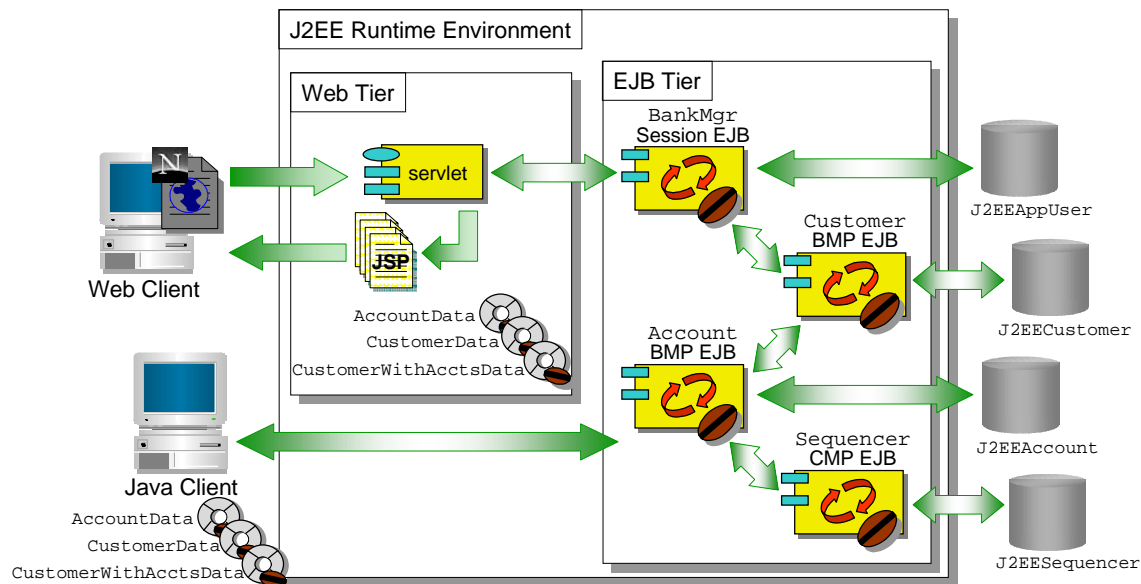 J2EE Runtime Environment
Web Tier
EJB Tier
BankMgr
Session EJB
N
servlet
J2EEAppUser
Customer
BMP EJB
JSP
Web Client
AccountData
CustomerData
CustomerWithAcctsData
J2EECustomer
Account
BMP EJB
Sequencer
CMP EJB
J2EEAccount
Java Client
AccountData
CustomerData
CustomerWithAcctsData
J2EESequencer